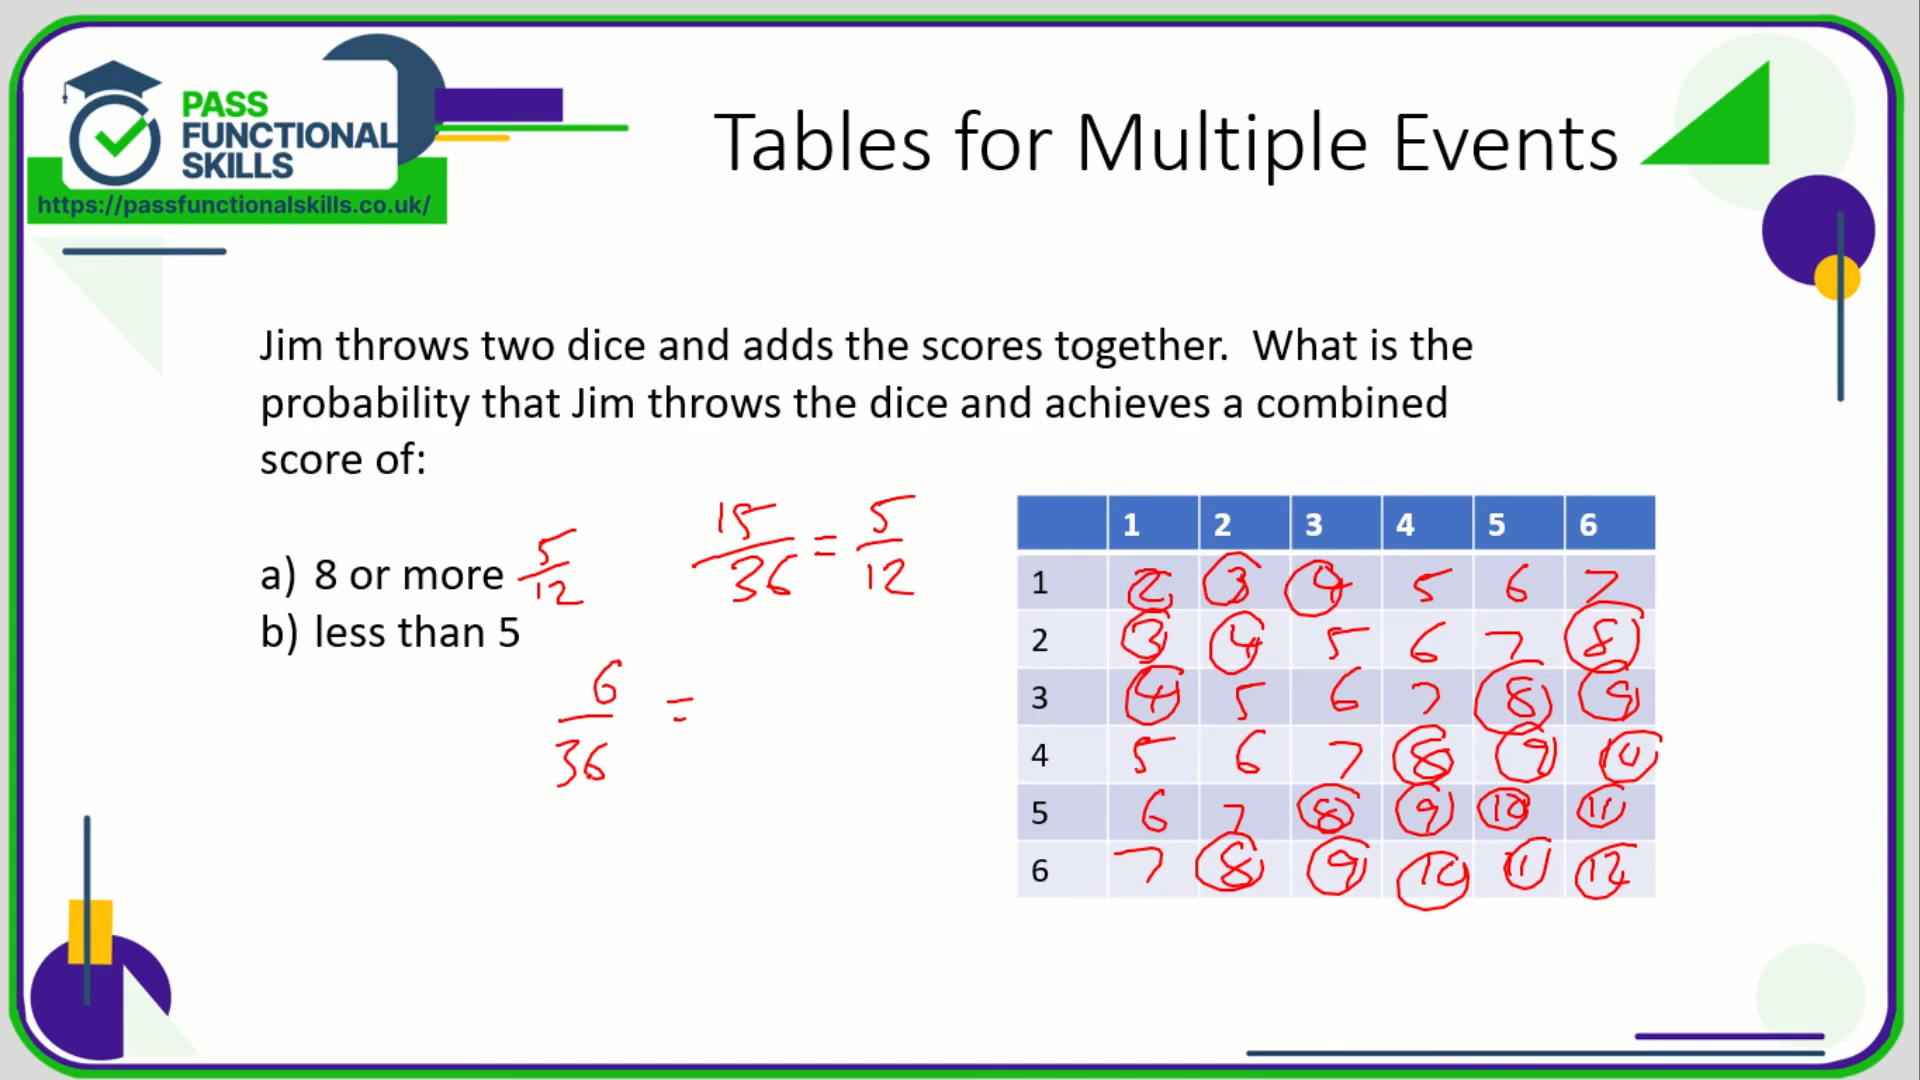 PASS
FUNCTIONAL
SKILLS
https://passfunctionalskills.co.uk/
Tables for Multiple Events
Jim throws two dice and adds the scores together. What is the
probability that Jim throws the dice and achieves a combined
score of:
a) 8 or more 5/12
15/36 = 5/12
b) less than 5
6/36 =
1 2 3 4 5 6
1 2 3 4 5 6 7
2 3 4 5 6 7 8
3 4 5 6 7 8 9
4 5 6 7 8 9 10
5 6 7 8 9 10 11
6 7 8 9 10 11 12